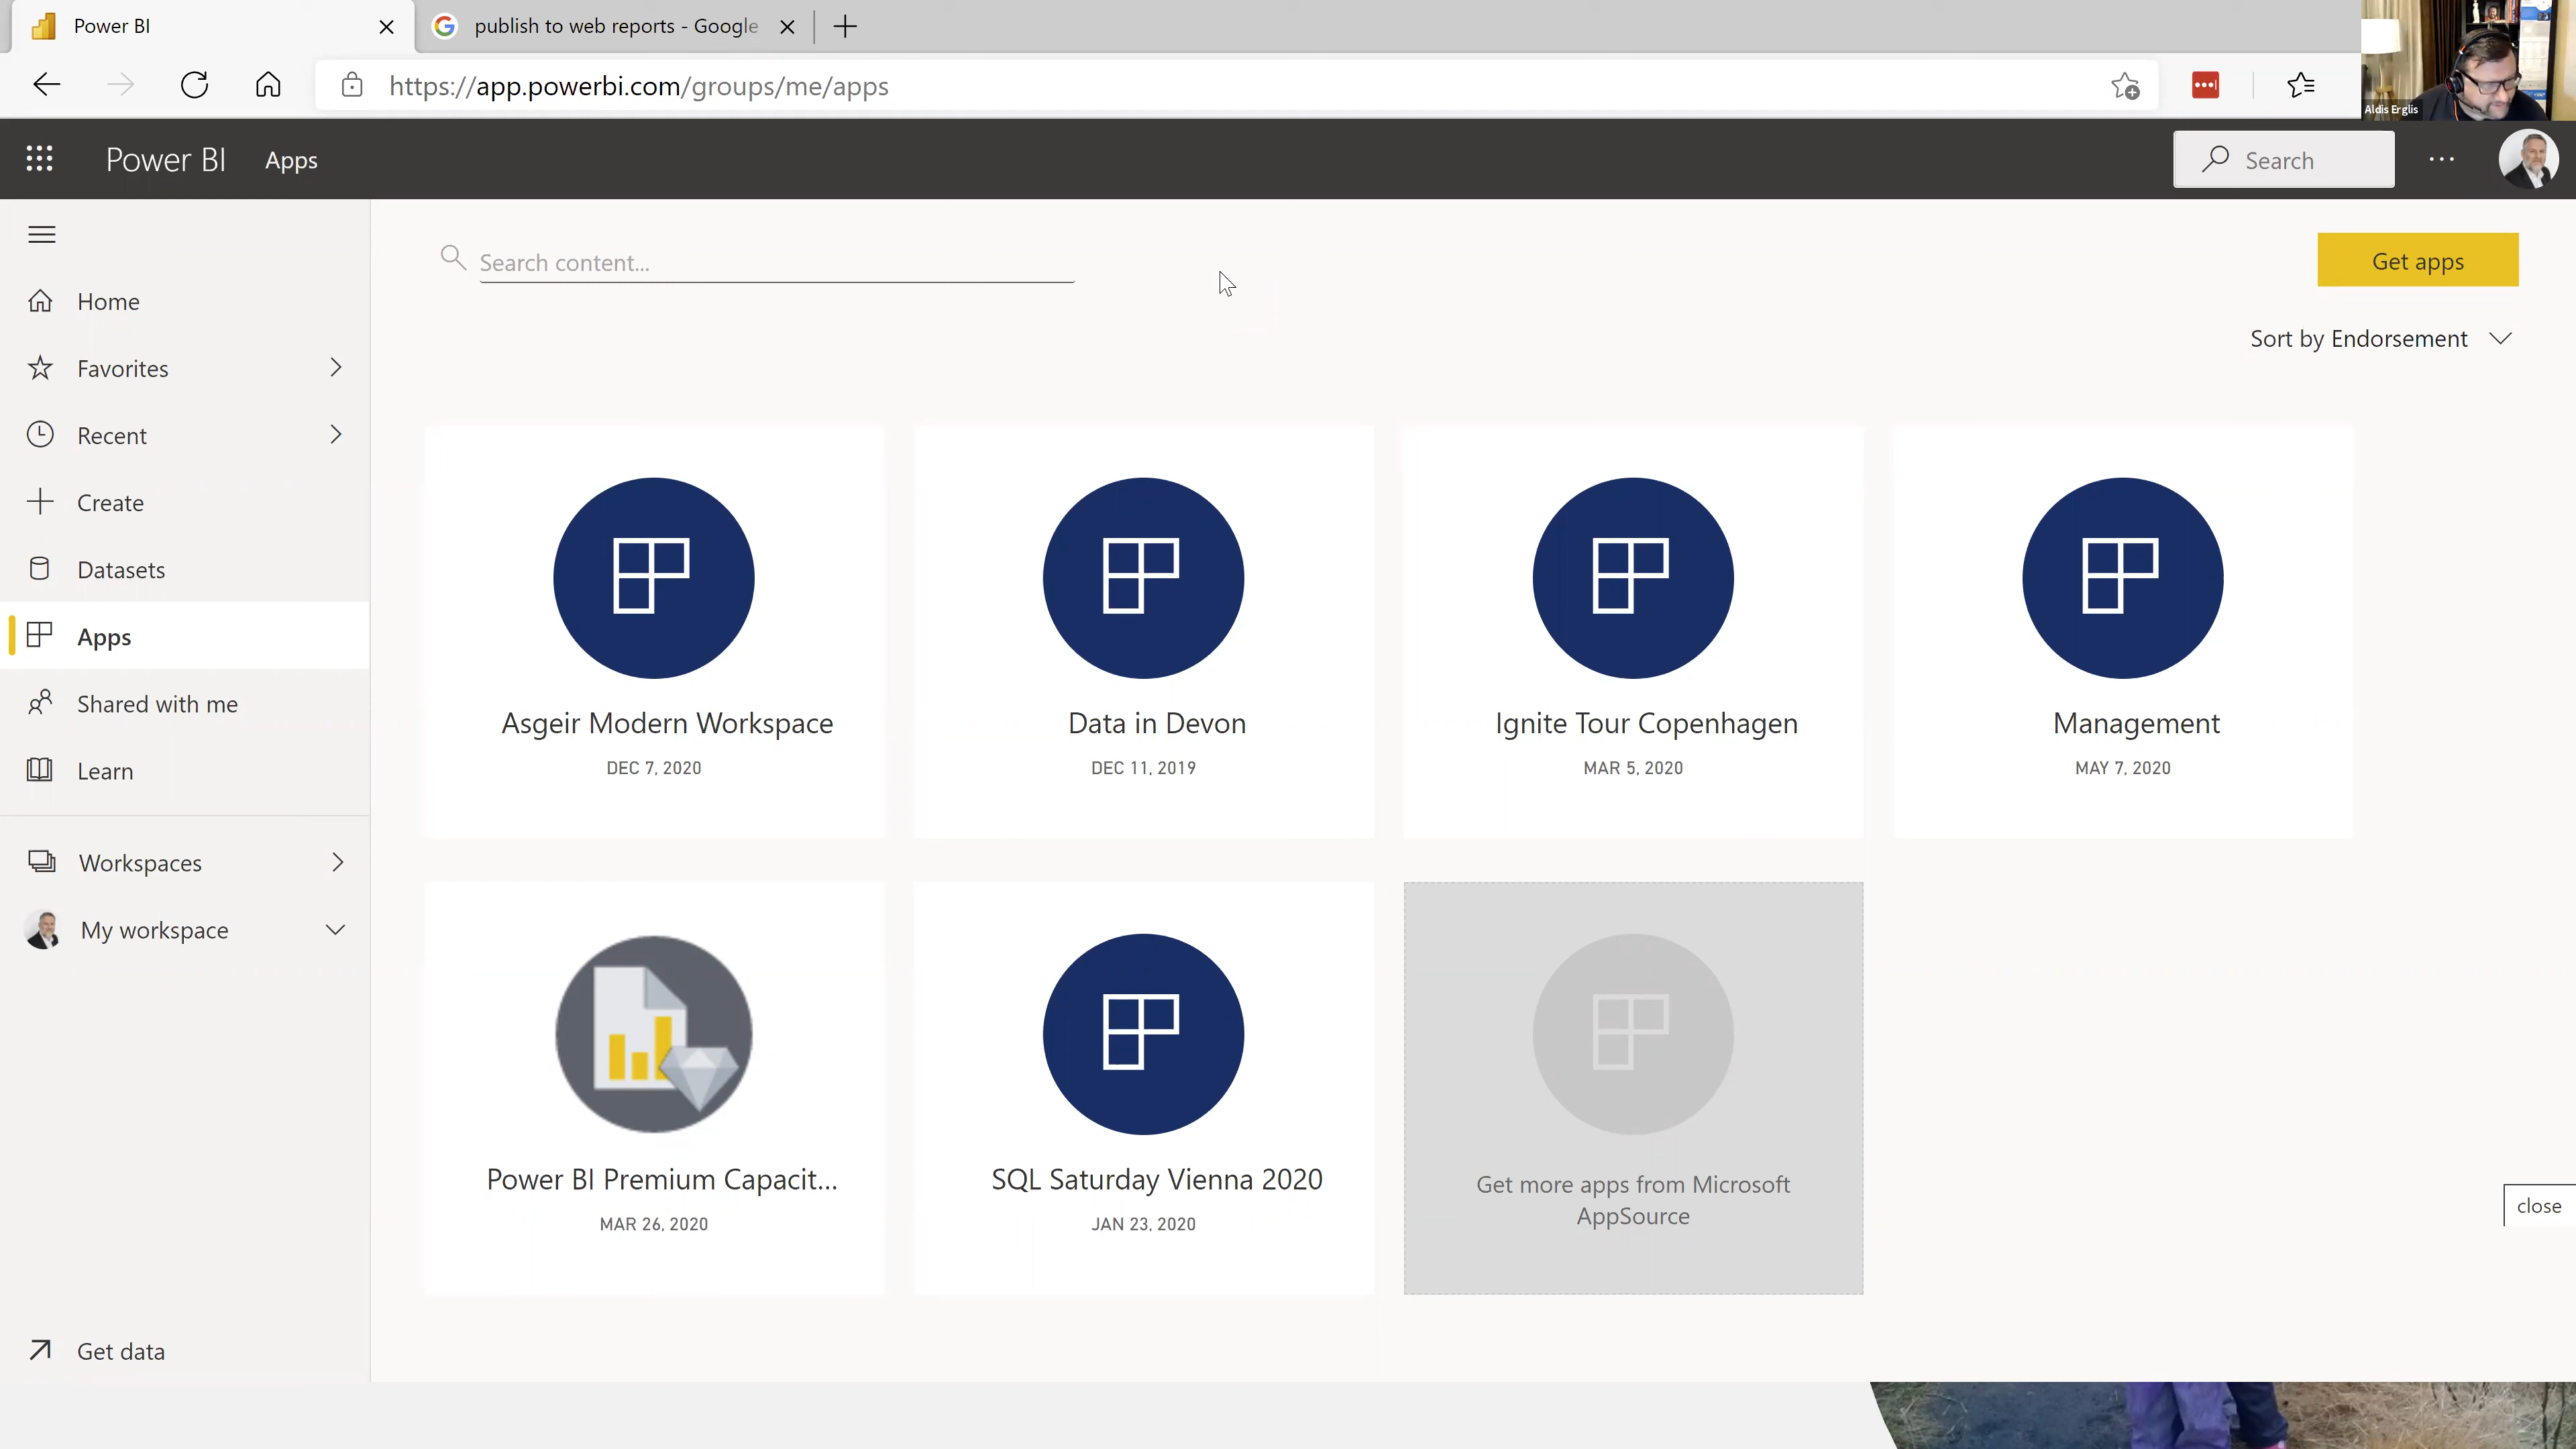 Power BI
publish to web reports - Google
https://app.powerbi.com/groups/me/apps
Aldis Erglis
Power BI
Apps
Search
Search content...
Get apps
Sort by Endorsement
Home
Favorites
Recent
Create
Datasets
Apps
Shared with me
Learn
Workspaces
My workspace
Get data
Asgeir Modern Workspace
DEC 7, 2020
Data in Devon
DEC 11, 2019
Ignite Tour Copenhagen
MAR 5, 2020
Management
MAY 7, 2020
Power BI Premium Capacit...
MAR 26, 2020
SQL Saturday Vienna 2020
JAN 23, 2020
Get more apps from Microsoft
AppSource
close